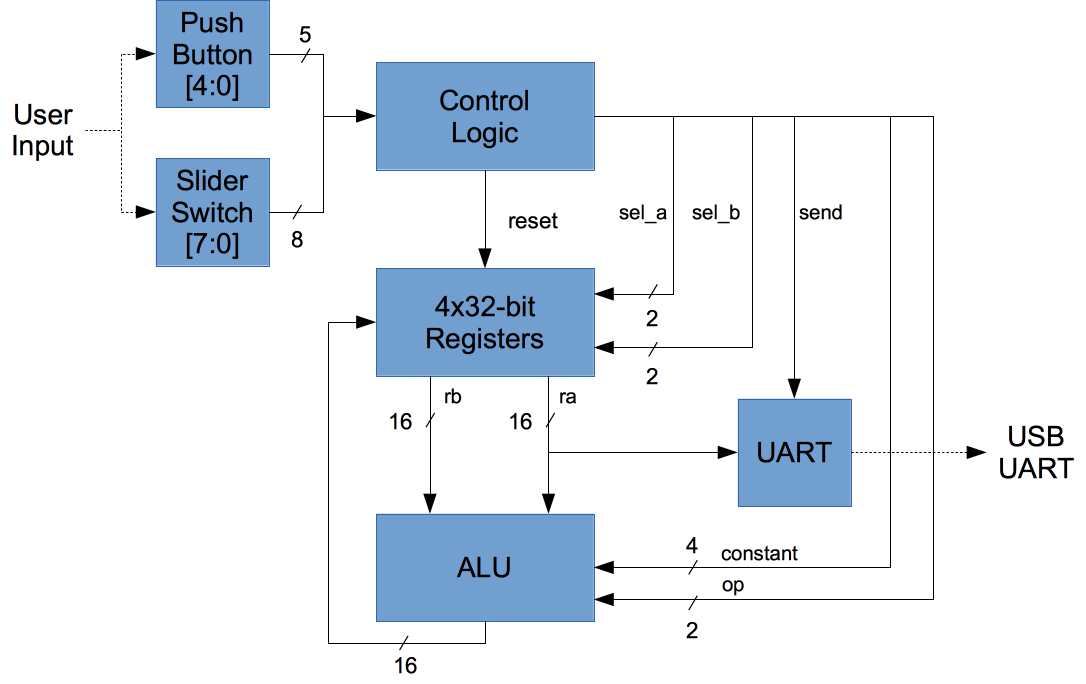 Push
Button
[4:0]
5
User
Input
Control
Logic
Slider
Switch
[7:0]
8
reset
sel_a
sel_b
send
4x32-bit
Registers
2
2
rb
ra
16
16
UART
USB
UART
ALU
4
constant
op
2
16